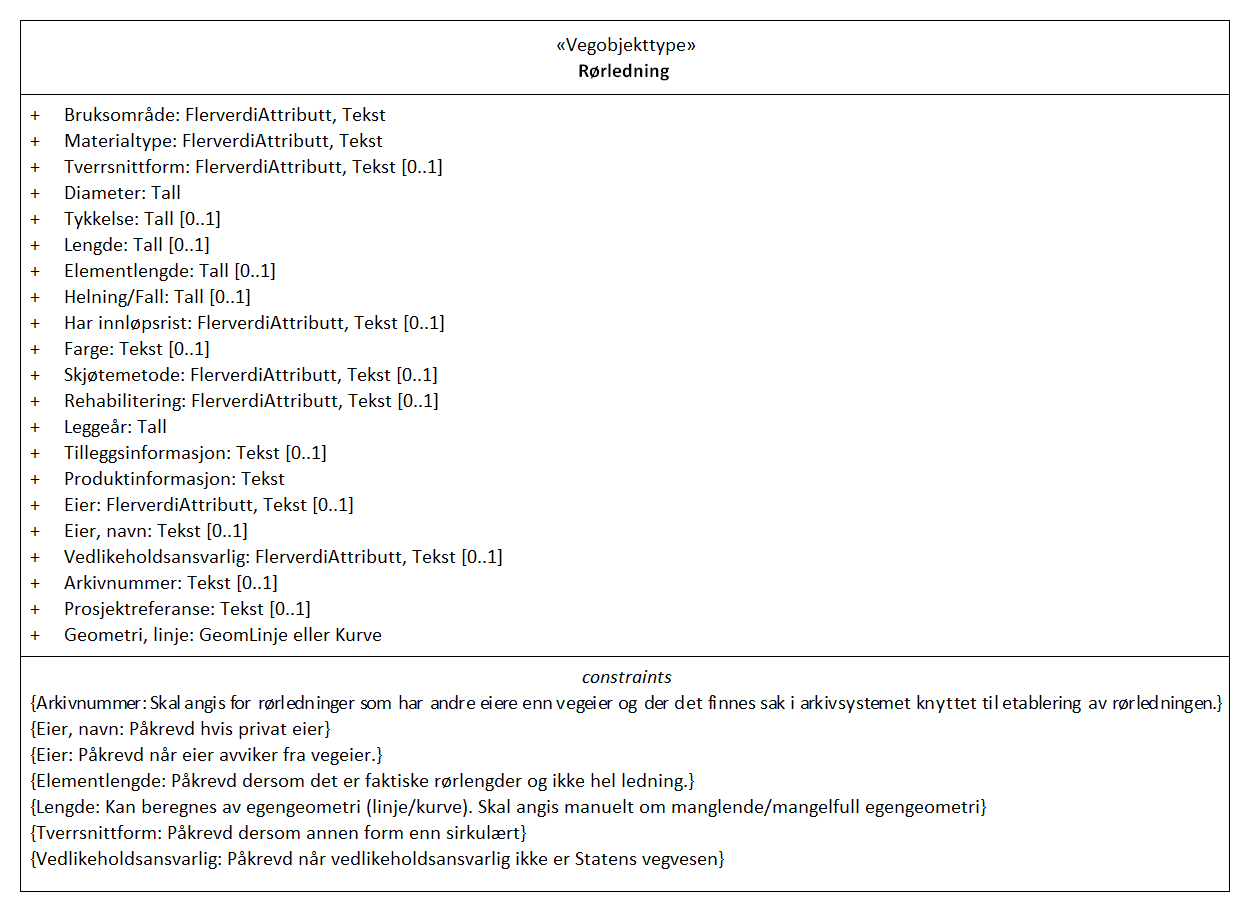 «Vegobjekttype»
Rørledning
+ Bruksområde: FlerverdiAttributt, Tekst
+ Materialtype: FlerverdiAttributt, Tekst
+ Tverrsnittform: FlerverdiAttributt, Tekst [0..1]
+ Diameter: Tall
+ Tykkelse: Tall [0..1]
+ Lengde: Tall [0..1]
+ Elementlengde: Tall [0..1]
+ Helning/Fall: Tall [0..1]
+ Har innløpsrist: FlerverdiAttributt, Tekst [0..1]
+ Farge: Tekst [0..1]
+ Skjøtemetode: FlerverdiAttributt, Tekst [0..1]
+ Rehabilitering: FlerverdiAttributt, Tekst [0..1]
+ Leggeår: Tall
+ Tilleggsinformasjon: Tekst [0..1]
+ Produktinformasjon: Tekst
+ Eier: FlerverdiAttributt, Tekst [0..1]
+ Eier, navn: Tekst [0..1]
+ Vedlikeholdsansvarlig: FlerverdiAttributt, Tekst [0..1]
+ Arkivnummer: Tekst [0..1]
+ Prosjektreferanse: Tekst [0..1]
+ Geometri, linje: GeomLinje eller Kurve
constraints
{Arkivnummer: Skal angis for rørledninger som har andre eiere enn vegeier og der det finnes sak i arkivsystemet knyttet til etablering av rørledningen.}
{Eier, navn: Påkrevd hvis privat eier}
{Eier: Påkrevd når eier avviker fra vegeier.}
{Elementlengde: Påkrevd dersom det er faktiske rørlengder og ikke hel ledning.}
{Lengde: Kan beregnes av egengeometri (linje/kurve). Skal angis manuelt om manglende/mangelfull egengeometri}
{Tverrsnittform: Påkrevd dersom annen form enn sirkulært}
{Vedlikeholdsansvarlig: Påkrevd når vedlikeholdsansvarlig ikke er Statens vegvesen}